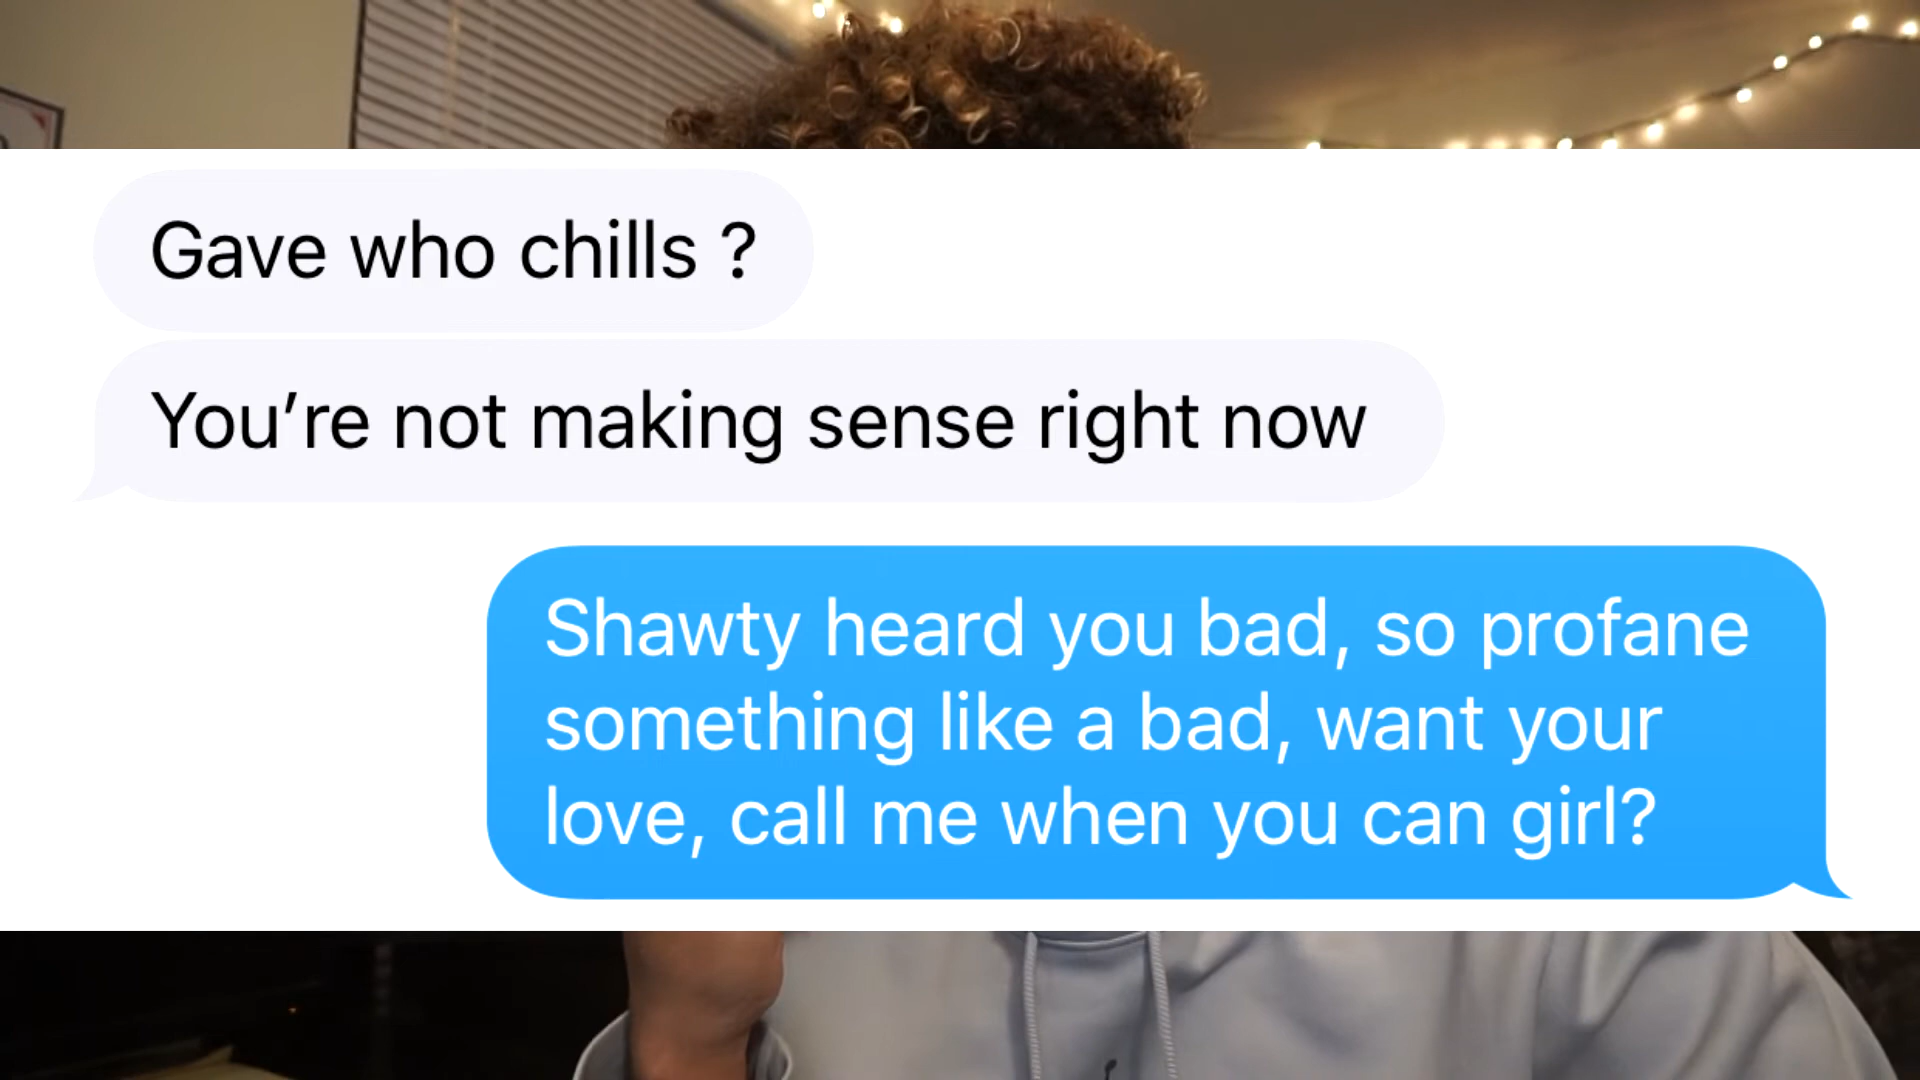 Gave who chills ?
You’re not making sense right now
Shawty heard you bad, so profane
something like a bad, want your
love, call me when you can girl?